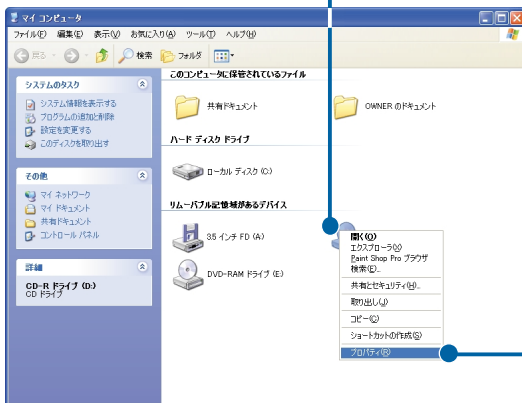 マイ コンピュータ
ファイル(F) 編集(E) 表示(V) お気に入り(A) ツール(T) ヘルプ(H)
戻る 検索 フォルダ
システムのタスク
システム情報を表示する
プログラムの追加と削除
設定を変更する
このディスクを取り出す
その他
マイ ネットワーク
マイ ドキュメント
共有ドキュメント
コントロール パネル
詳細
CD-R ドライブ (D:)
CD ドライブ
このコンピュータに保管されているファイル
共有ドキュメント
OWNER のドキュメント
ハード ディスク ドライブ
ローカル ディスク (C:)
リムーバブル記憶域があるデバイス
3.5 インチ FD (A:)
DVD-RAM ドライブ (E:)
開く(O)
エクスプローラ(X)
Paint Shop Pro ブラウザ
検索(E)...
共有とセキュリティ(H)...
取り出し(J)
コピー(C)
ショートカットの作成(S)
プロパティ(R)